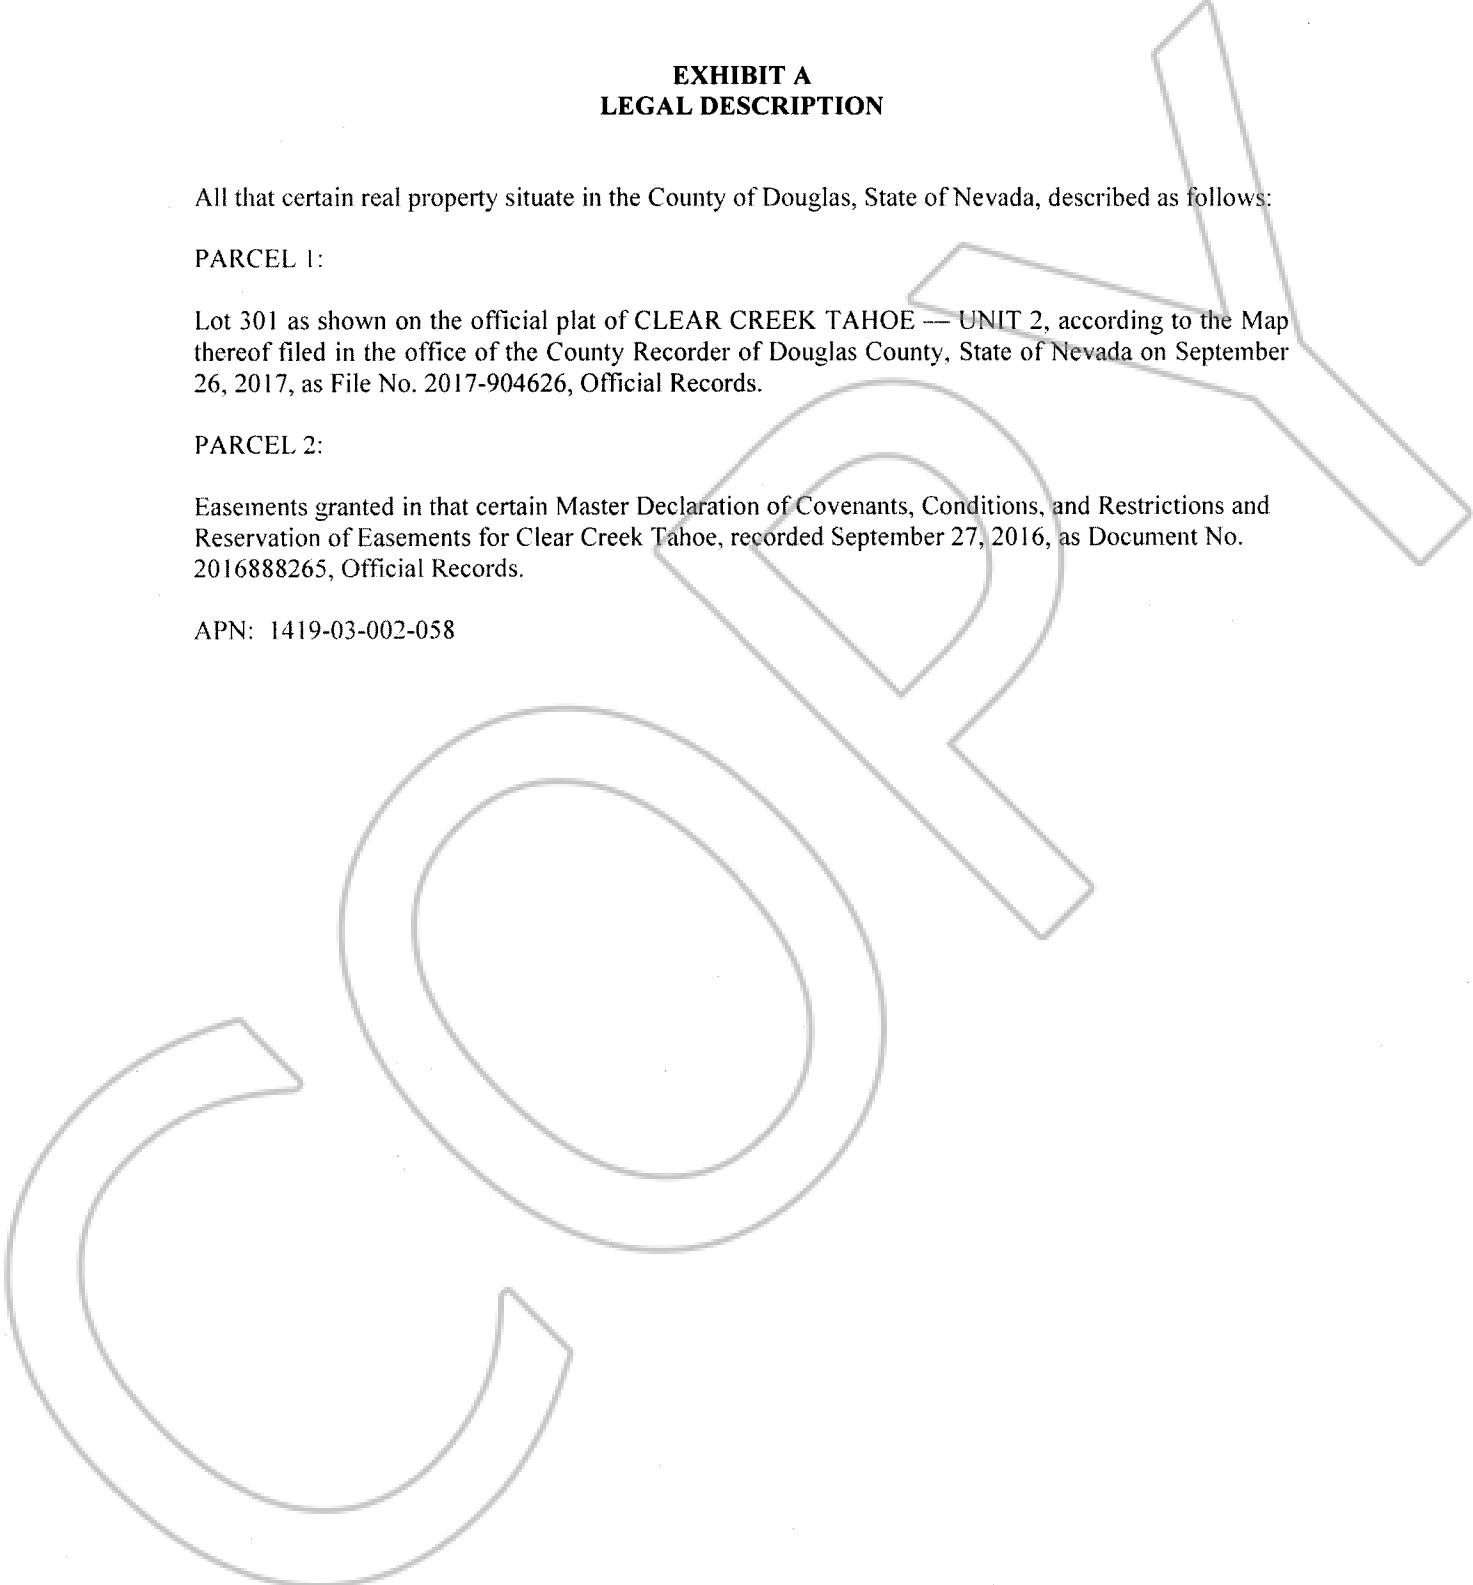 EXHIBIT A
LEGAL DESCRIPTION
All that certain real property situate in the County of Douglas, State of Nevada, described as follows:
PARCEL 1:
Lot 301 as shown on the official plat of CLEAR CREEK TAHOE — UNIT 2, according to the Map
thereof filed in the office of the County Recorder of Douglas County, State of Nevada on September
26, 2017, as File No. 2017-904626, Official Records.
PARCEL 2:
Easements granted in that certain Master Declaration of Covenants, Conditions, and Restrictions and
Reservation of Easements for Clear Creek Tahoe, recorded September 27, 2016, as Document No.
2016888265, Official Records.
APN: 1419-03-002-058
COPY